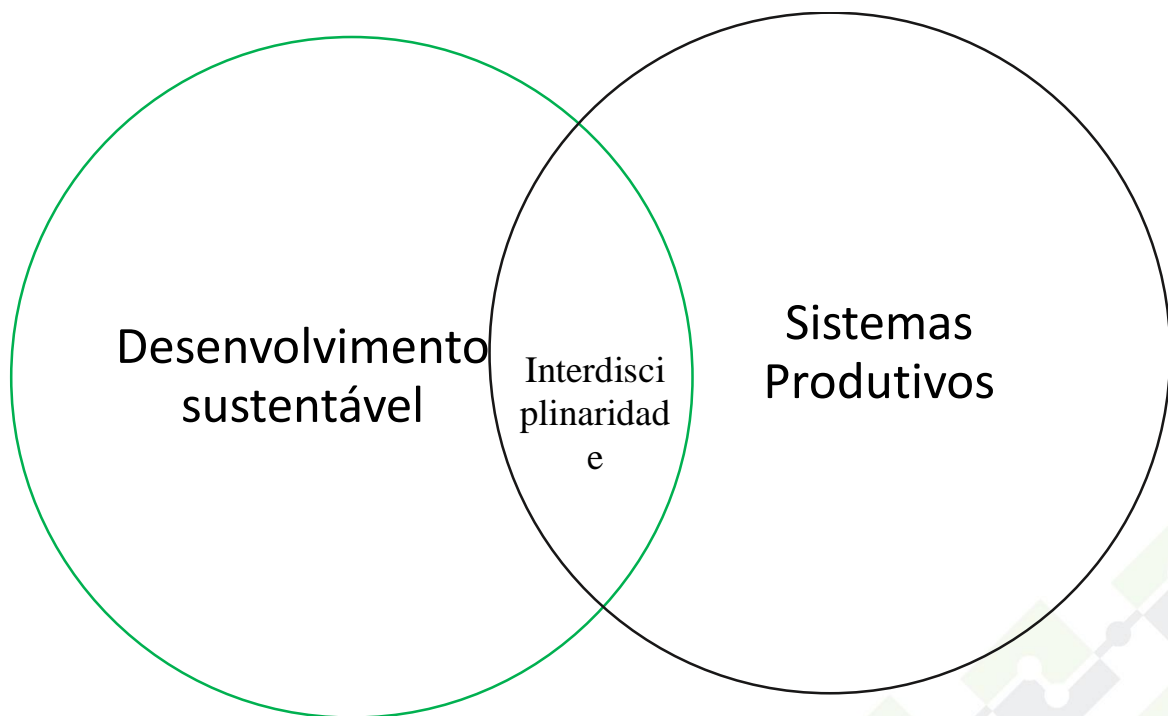 Desenvolvimento
sustentável
Interdisci
plinaridad
e
Sistemas
Produtivos